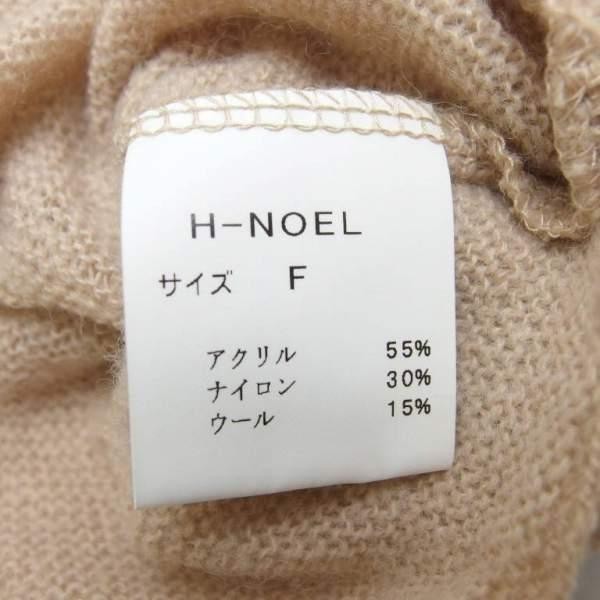 H-NOEL
サイズ F
アクリル 55%
ナイロン 30%
ウール 15%